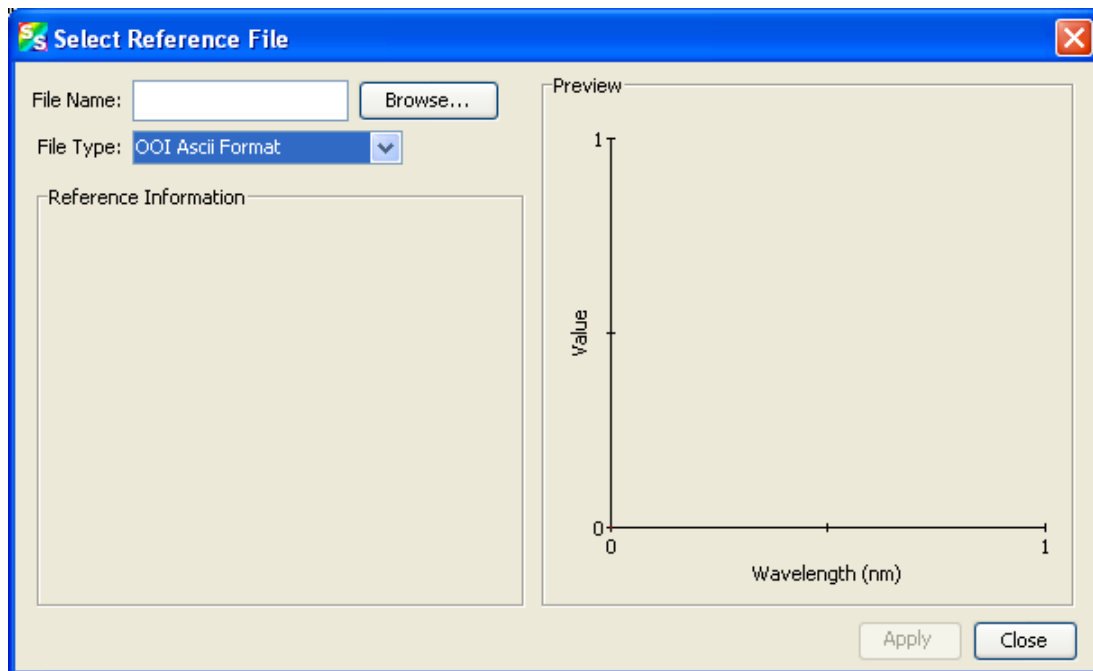 Select Reference File
File Name:
Browse...
File Type: OOI Ascii Format
Reference Information
Preview
1
Value
0
0
1
Wavelength (nm)
Apply
Close